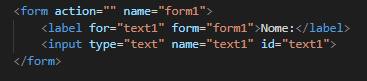 <form action="" name="form1">
<label for="text1" form="form1">Nome:</label>
<input type="text" name="text1" id="text1">
</form>